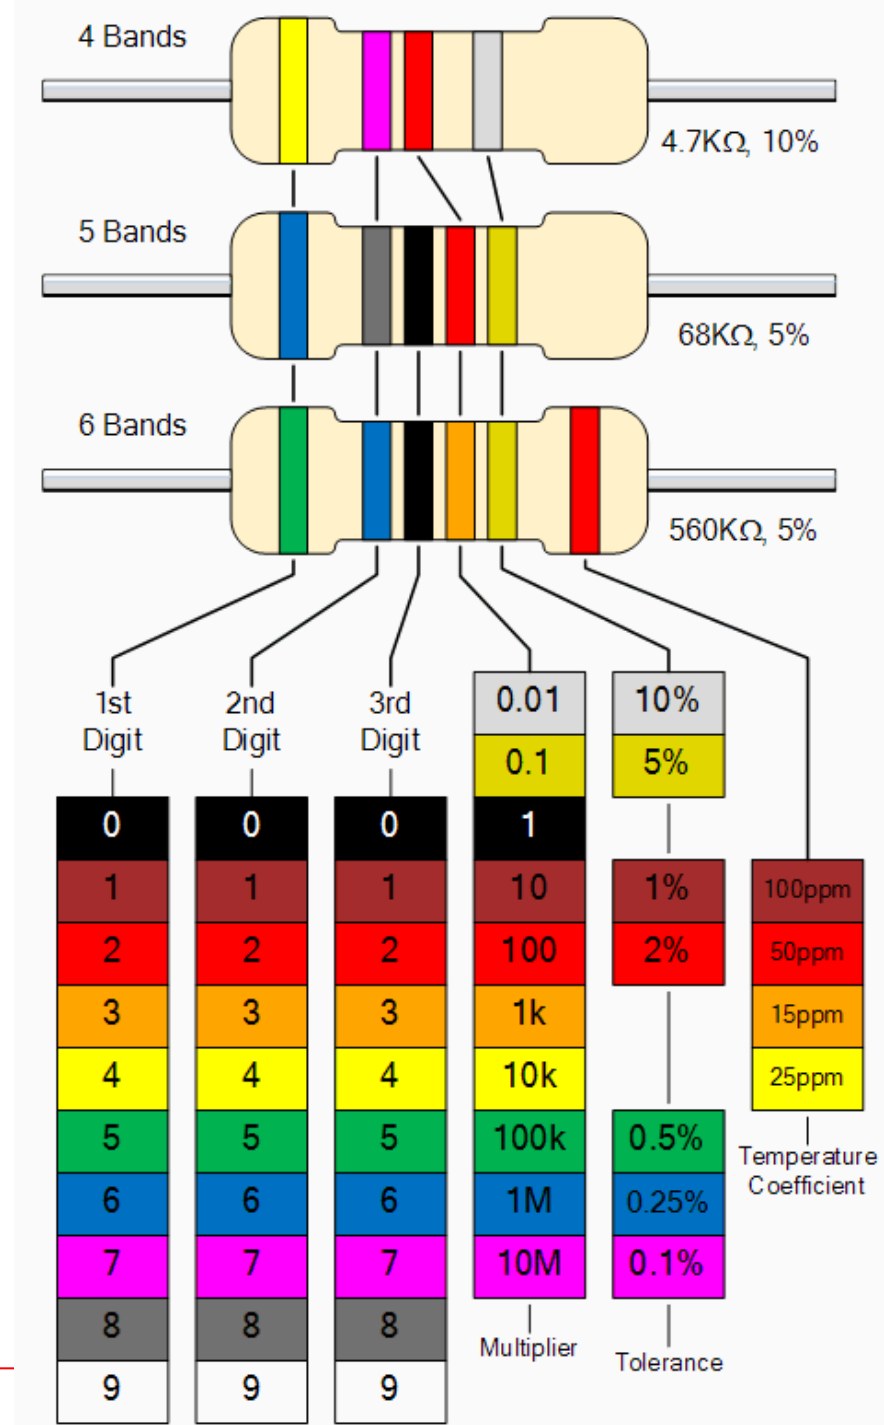 4 Bands
4.7KΩ, 10%
5 Bands
68KΩ, 5%
6 Bands
560KΩ, 5%
1st
Digit
2nd
Digit
3rd
Digit
0.01
10%
0.1
5%
0
0
0
1
1
1
1
10
1%
100ppm
2
2
2
100
2%
50ppm
3
3
3
1k
15ppm
4
4
4
10k
25ppm
5
5
5
100k
0.5%
Temperature
Coefficient
6
6
6
1M
0.25%
7
7
7
10M
0.1%
8
8
8
Multiplier
Tolerance
9
9
9